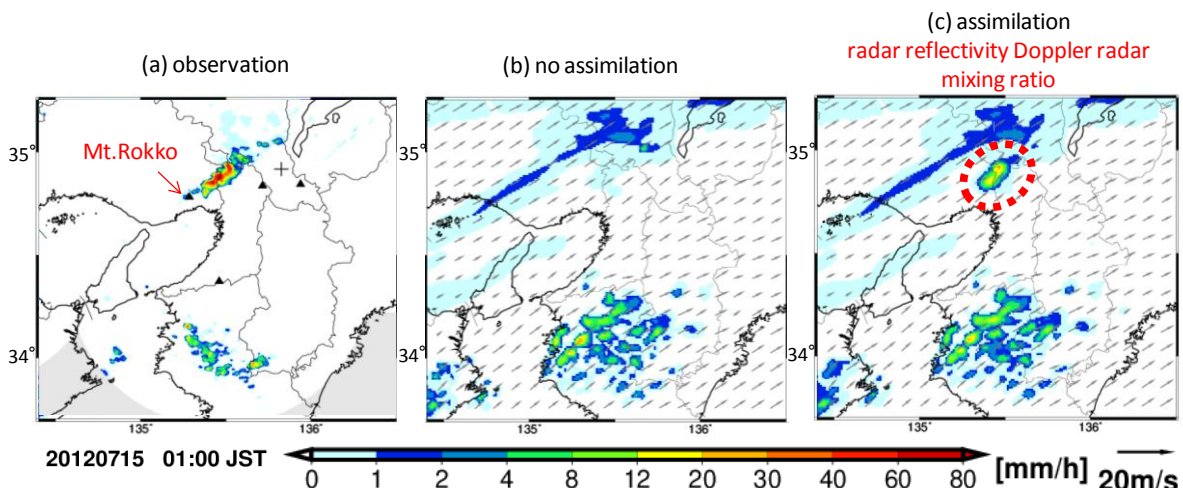 (a) observation
(b) no assimilation
(c) assimilation
radar reflectivity Doppler radar
mixing ratio
Mt.Rokko
35°
34°
135°
136°
35°
34°
135°
136°
35°
34°
135°
136°
20120715 01:00 JST
0 1 2 4 8 12 20 30 40 60 80
[mm/h]
20m/s